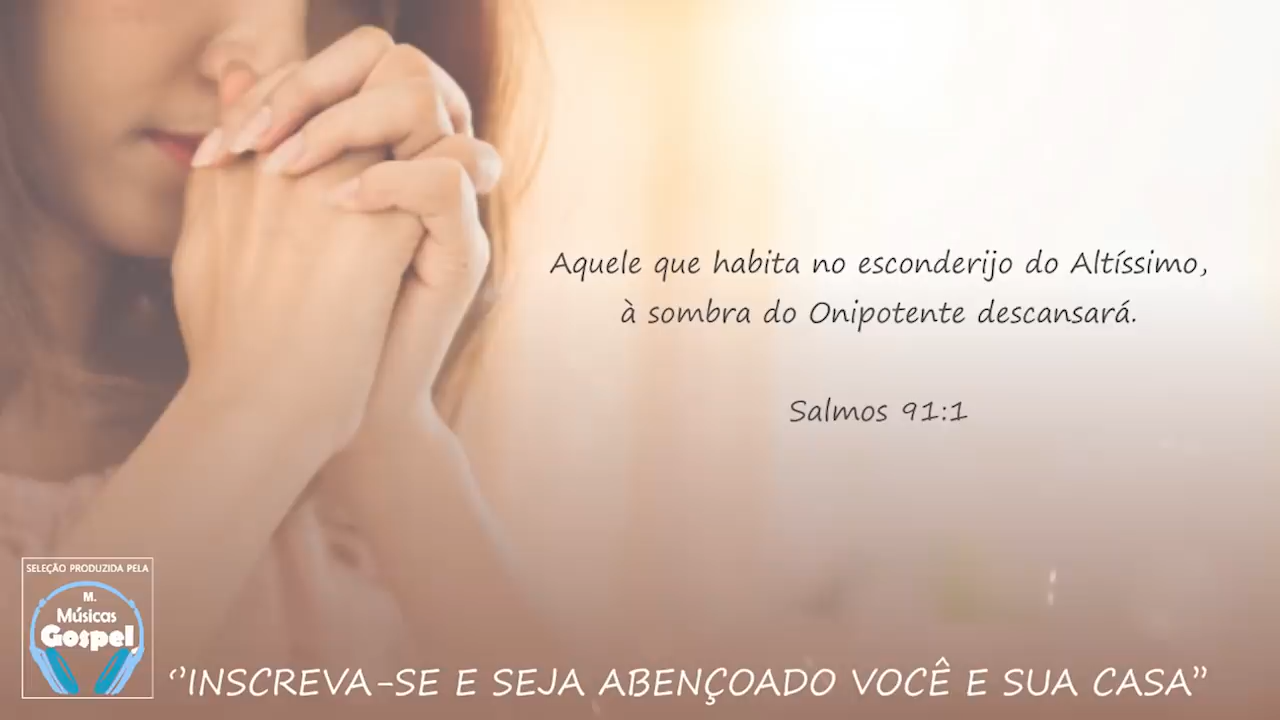 Aquele que habita no esconderijo do Altíssimo,
à sombra do Onipotente descansará.
Salmos 91:1
SELEÇÃO PRODUZIDA PELA
M.
Músicas
Gospel
‘’INSCREVA-SE E SEJA ABENÇOADO VOCÊ E SUA CASA’’